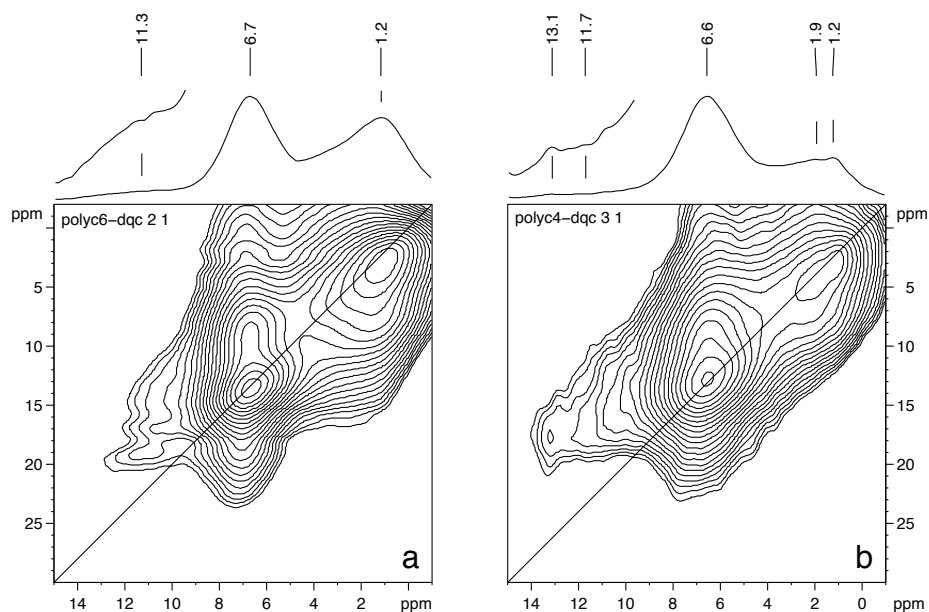 11.3 6.7 1.2
13.1 11.7 6.6 1.9 1.2
ppm
polyc6-dqc 2 1
polyc4-dqc 3 1
ppm
5
10
15
20
25
a
b
5
10
15
20
25
14 12 10 8 6 4 2 ppm
14 12 10 8 6 4 2 0 ppm